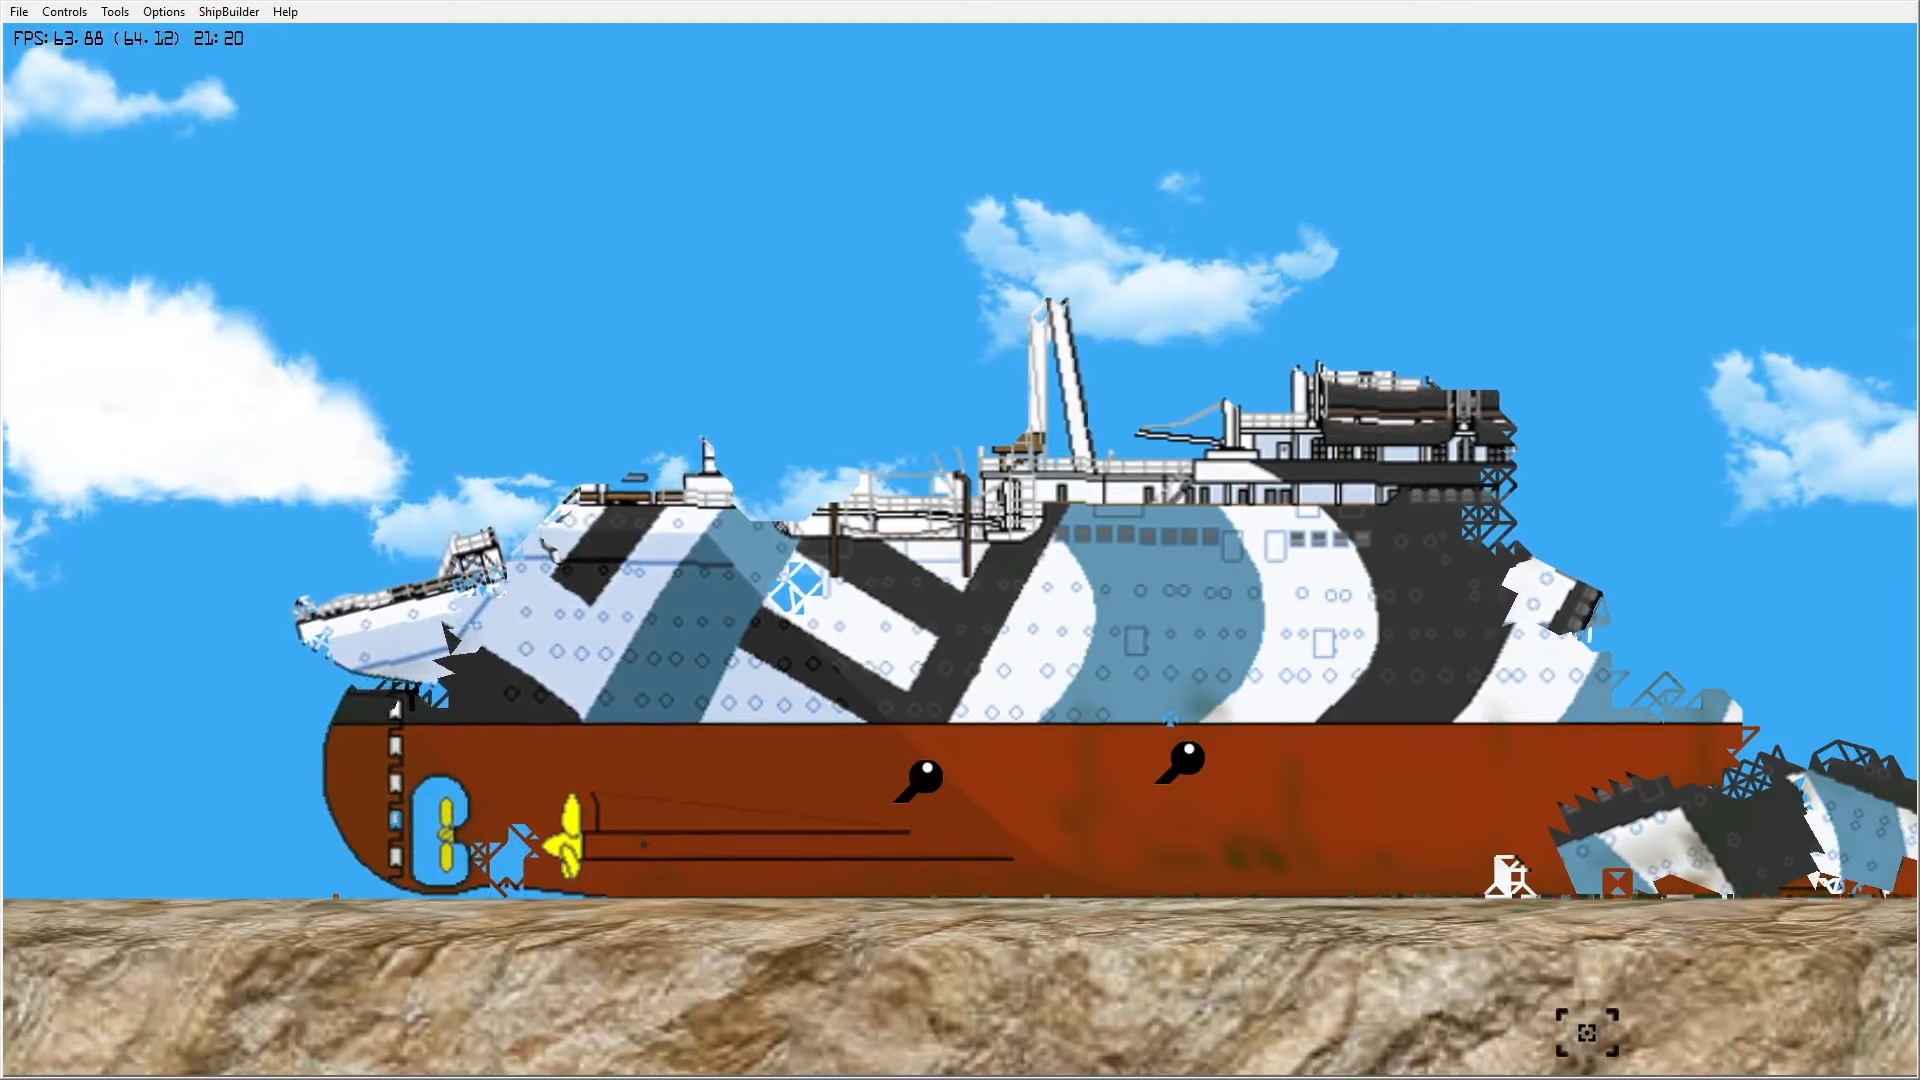 File Controls Tools Options ShipBuilder Help
FPS: 63.88 (64.12) 21:20